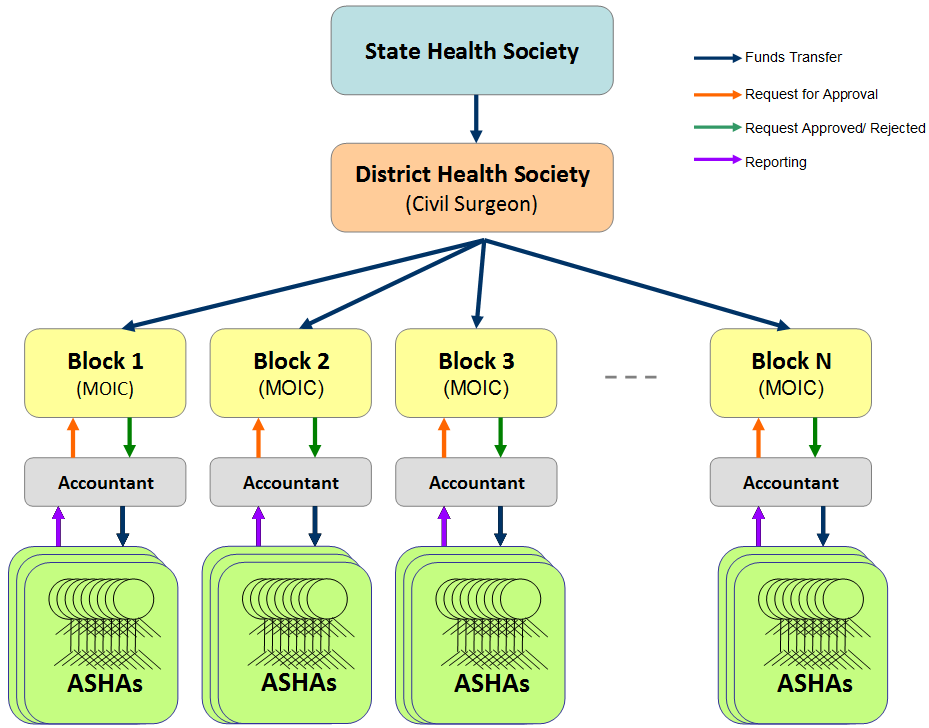 State Health Society
Funds Transfer
Request for Approval
Request Approved/ Rejected
Reporting
District Health Society
(Civil Surgeon)
Block 1
(MOIC)
Block 2
(MOIC)
Block 3
(MOIC)
Block N
(MOIC)
Accountant
Accountant
Accountant
Accountant
ASHAs
ASHAs
ASHAs
ASHAs